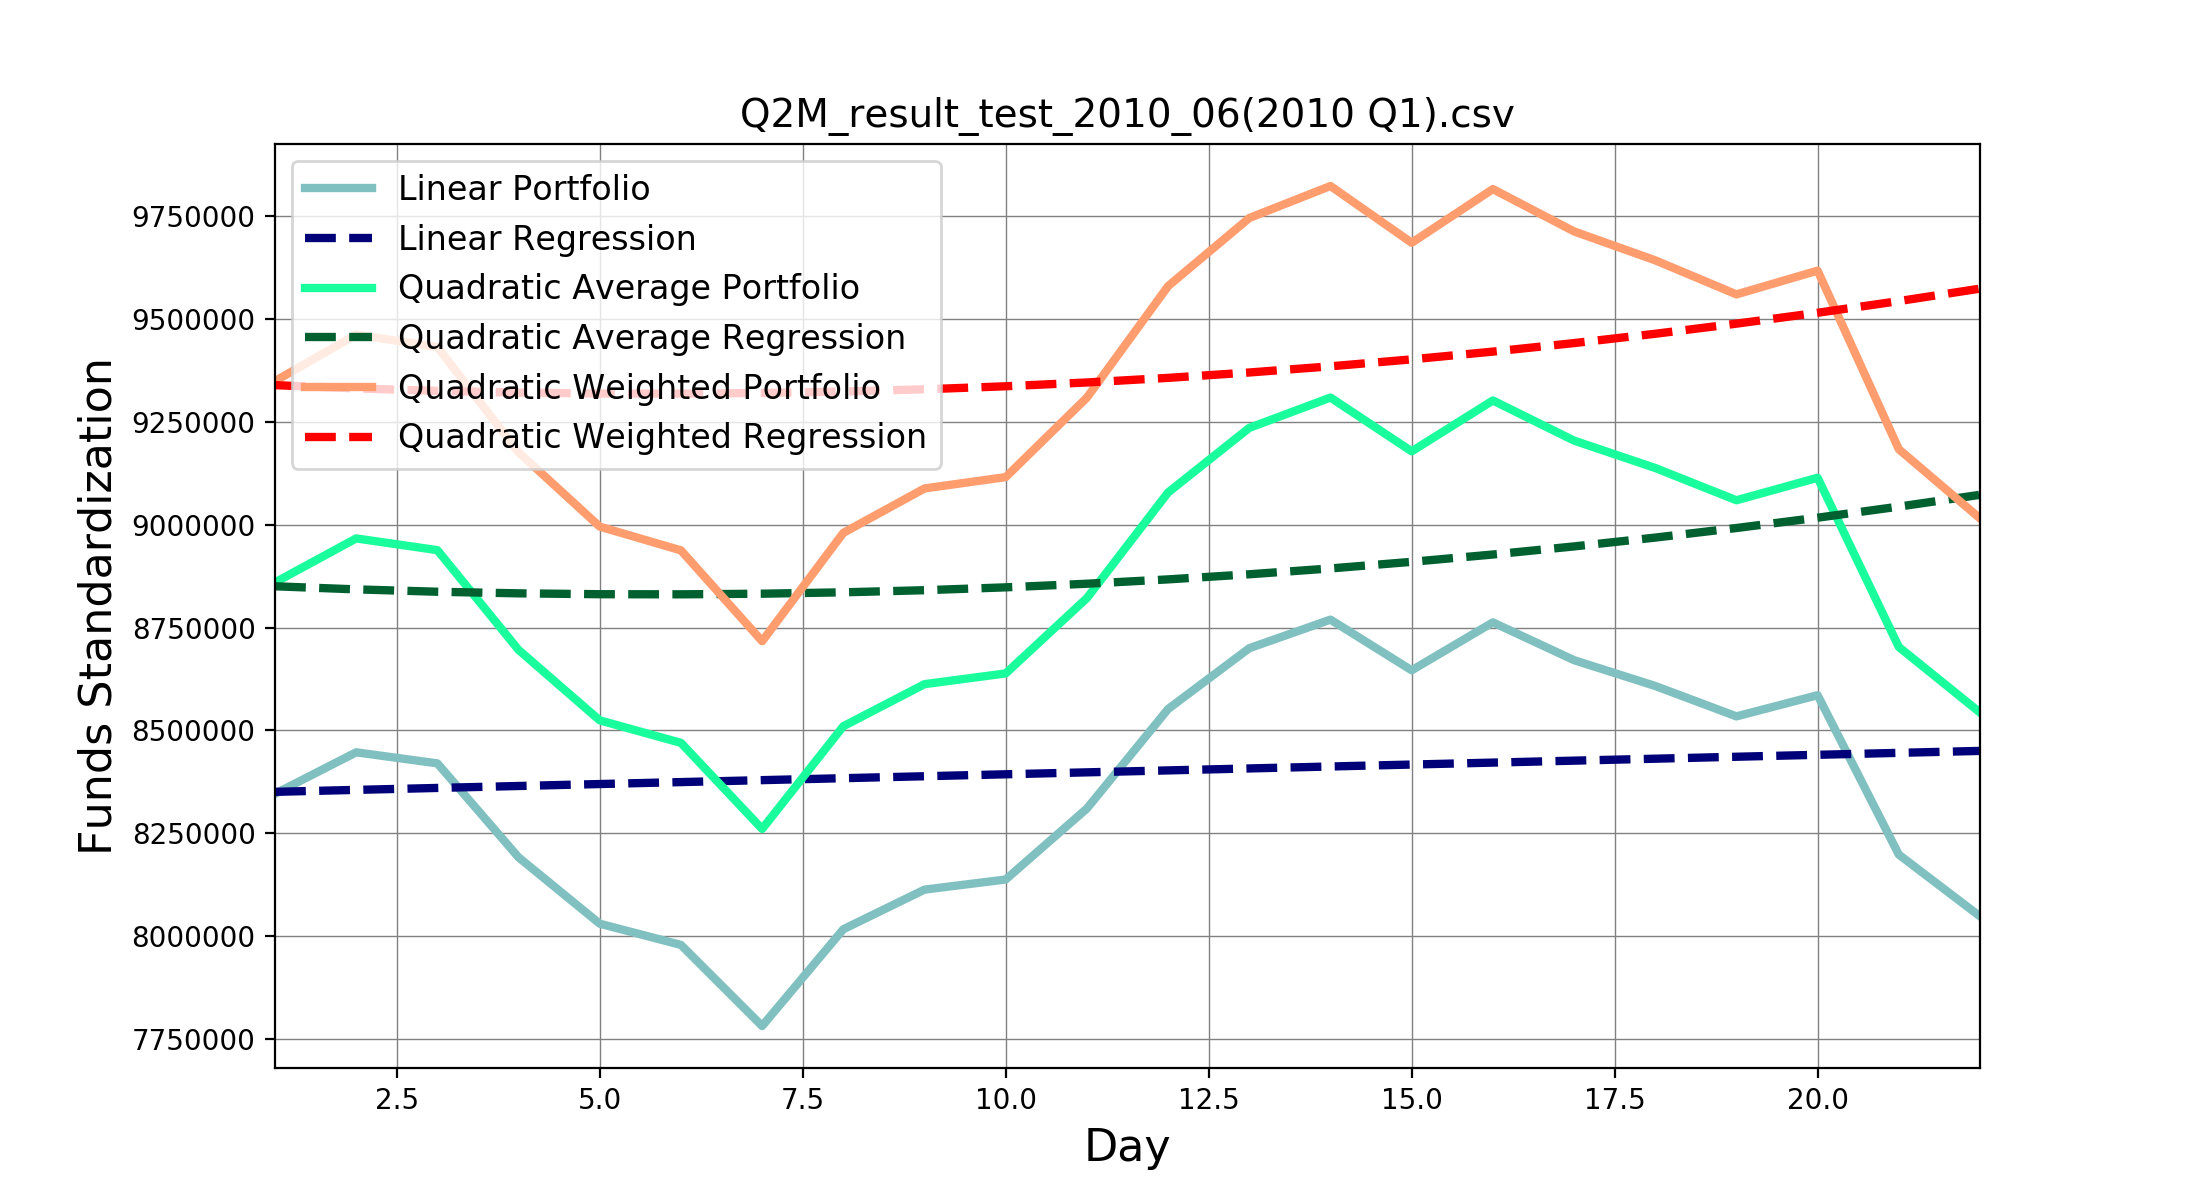 Q2M_result_test_2010_06(2010 Q1).csv
Linear Portfolio
Linear Regression
Quadratic Average Portfolio
Quadratic Average Regression
Quadratic Weighted Portfolio
Quadratic Weighted Regression
Funds Standardization
9750000
9500000
9250000
9000000
8750000
8500000
8250000
8000000
7750000
2.5
5.0
7.5
10.0
12.5
15.0
17.5
20.0
Day